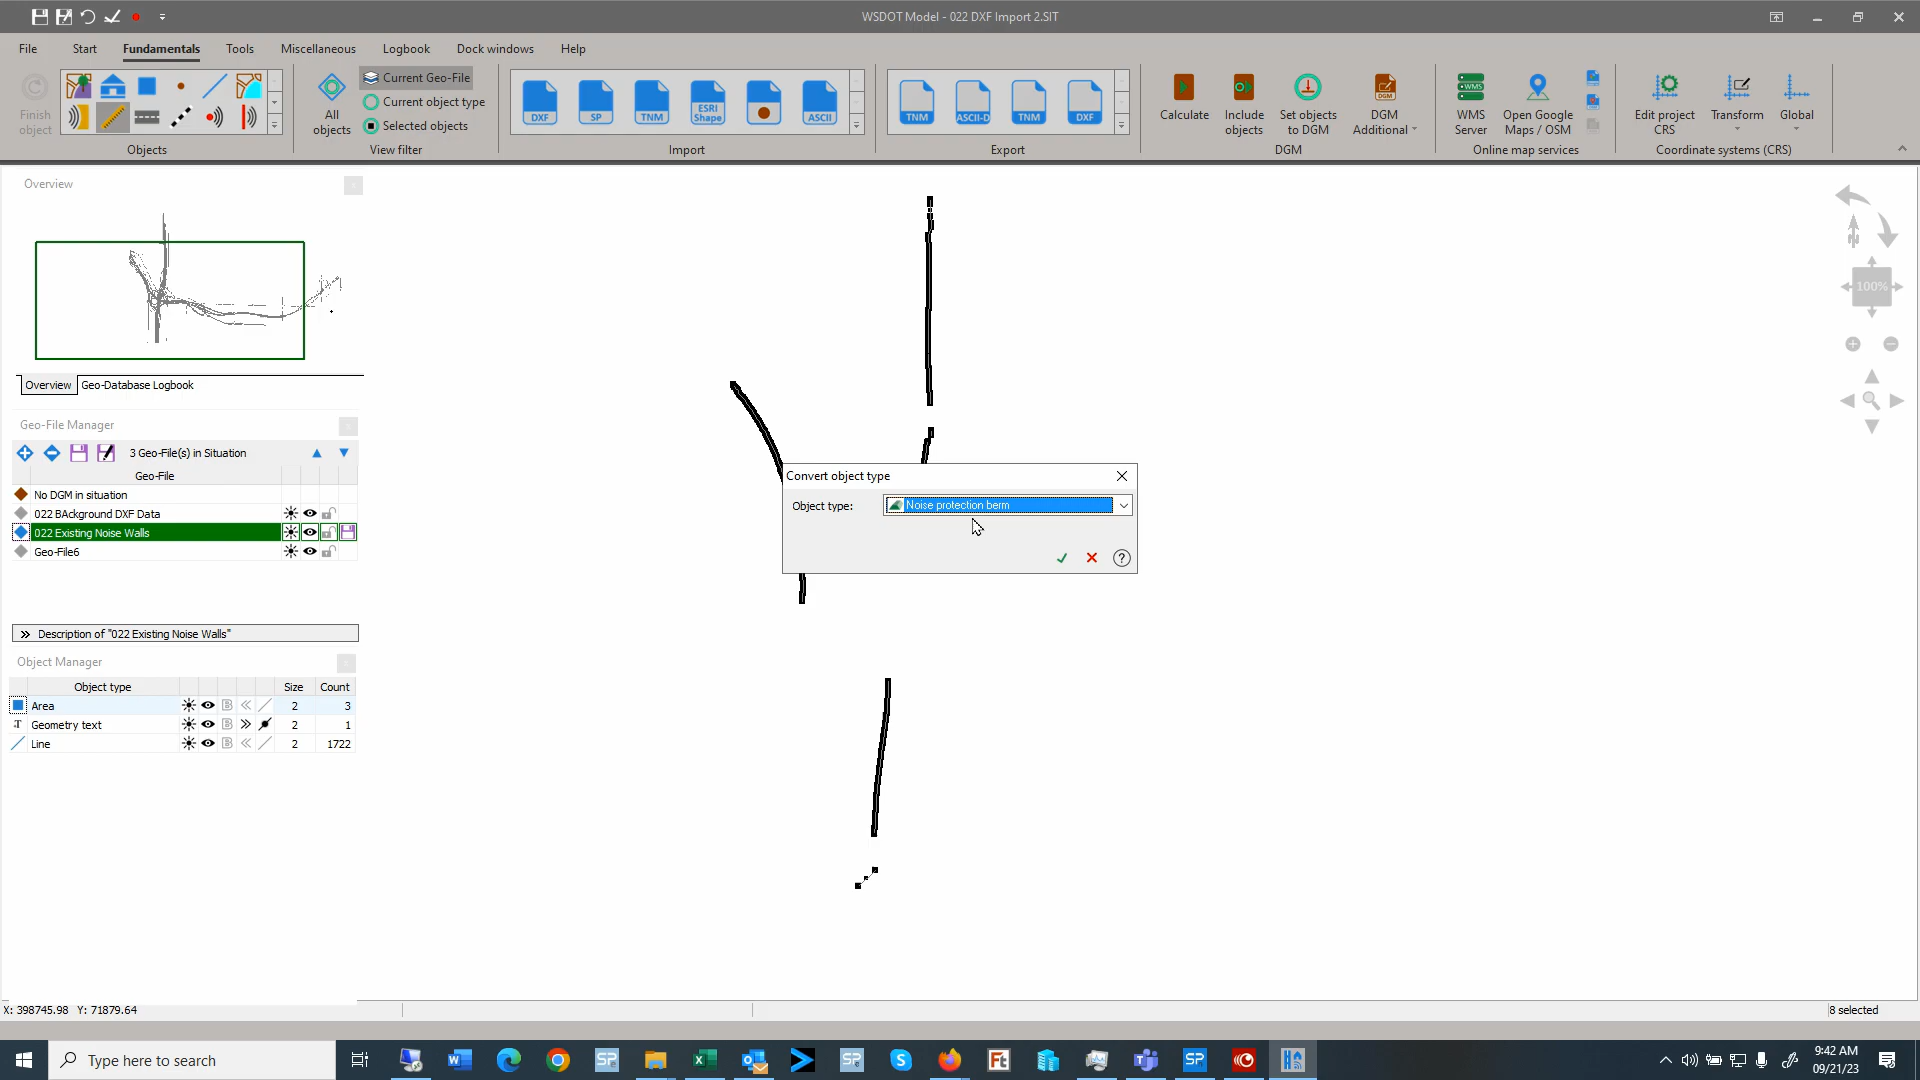 WSDOT Model - 022 DXF Import 2.SIT
File Start Fundamentals Tools Miscellaneous Logbook Dock windows Help
Finish object
Objects
All objects
Current Geo-File
Current object type
Selected objects
View filter
DXF SP TNM ESRI Shape ASCII
Import
TNM ASCII-D TNM DXF
Export
Calculate
Include objects
Set objects to DGM
DGM
DGM Additional
DGM
WMS
WMS Server
Open Google Maps / OSM
Online map services
Edit project CRS
Transform
Global
Coordinate systems (CRS)
Overview
Overview Geo-Database Logbook
Geo-File Manager
3 Geo-File(s) in Situation
Geo-File
No DGM in situation
022 BAckground DXF Data
022 Existing Noise Walls
Geo-File6
Description of "022 Existing Noise Walls"
Object Manager
Object type Size Count
Area B 2 3
T Geometry text B 2 1
Line B 2 1722
N
100%
Convert object type
Object type: Noise protection berm
?
X: 398745.98 Y: 71879.64
8 selected
Type here to search
9:42 AM
09/21/23